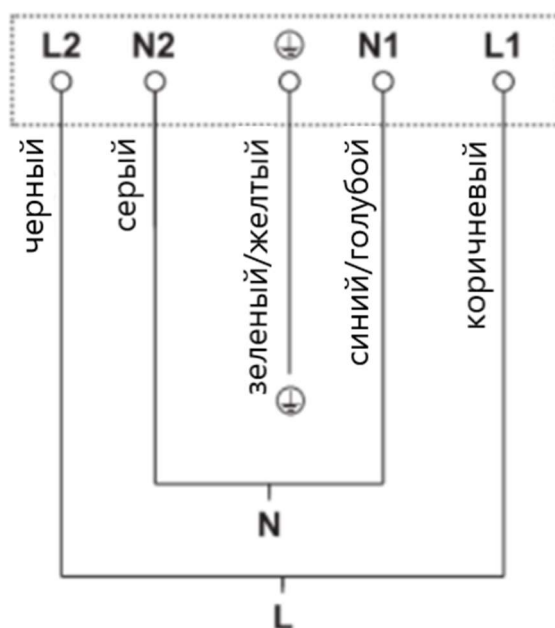 L2 N2 N1 L1
черный
серый
зеленый/желтый
синий/голубой
коричневый
N
L